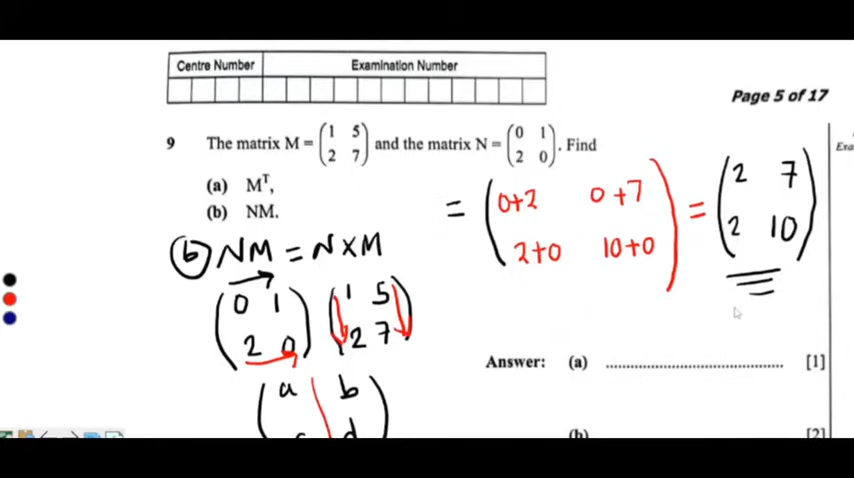 Centre Number Examination Number
Page 5 of 17
Exa
9 The matrix M = (1 5 2 7) and the matrix N = (0 1 2 0). Find
(a) Mᵀ,
(b) NM.
= (0+2 0+7 2+0 10+0) = (2 7 2 10)
(b) NM = N × M
(0 1 2 0) (1 5 2 7)
(a b c d
Answer: (a) ................................................ [1]
(b) [2]